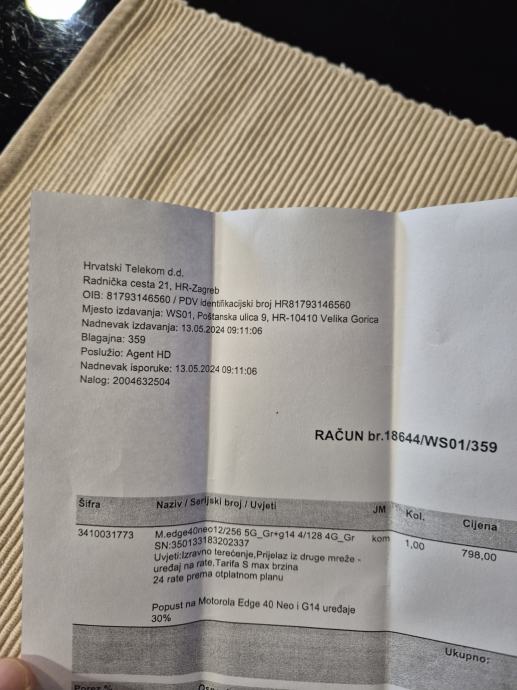 Hrvatski Telekom d.d.
Radnička cesta 21, HR-Zagreb
OIB: 81793146560 / PDV identifikacijski broj HR81793146560
Mjesto izdavanja: WS01, Poštanska ulica 9, HR-10410 Velika Gorica
Nadnevak izdavanja: 13.05.2024 09:11:06
Blagajna: 359
Poslužio: Agent HD
Nadnevak isporuke: 13.05.2024 09:11:06
Nalog: 2004632504
RAČUN br.18644/WS01/359
Šifra Naziv / Serijski broj / Uvjeti JM Kol. Cijena
3410031773 M.edge40neo12/256 5G_Gr+g14 4/128 4G_Gr kom 1,00 798,00
SN:350133183202337
Uvjeti:Izravno terećenje,Prijelaz iz druge mreže -
uređaj na rate,Tarifa S max brzina
24 rate prema otplatnom planu
Popust na Motorola Edge 40 Neo i G14 uređaje
30%
Ukupno: